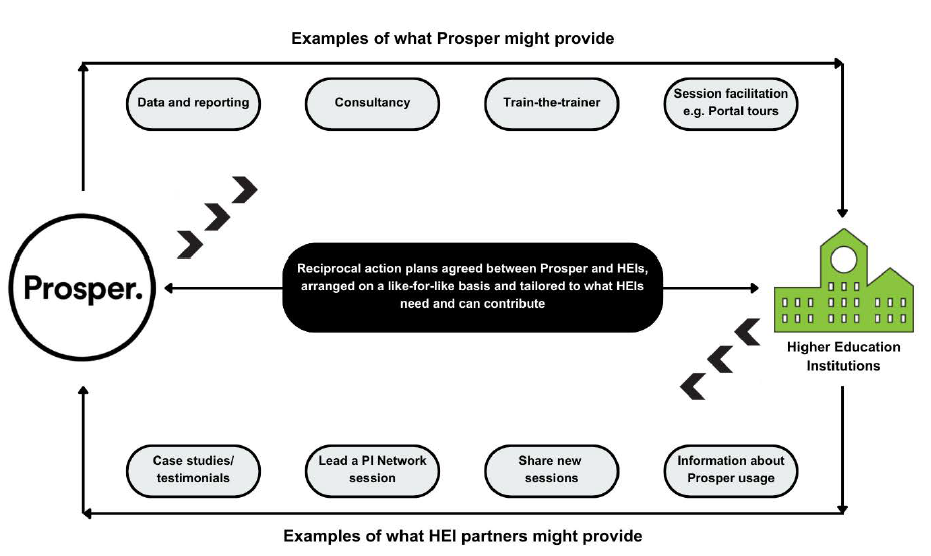 Examples of what Prosper might provide
Data and reporting
Consultancy
Train-the-trainer
Session facilitation
e.g. Portal tours
Prosper.
Reciprocal action plans agreed between Prosper and HEIs,
arranged on a like-for-like basis and tailored to what HEIs
need and can contribute
Higher Education
Institutions
Case studies/
testimonials
Lead a PI Network
session
Share new
sessions
Information about
Prosper usage
Examples of what HEI partners might provide